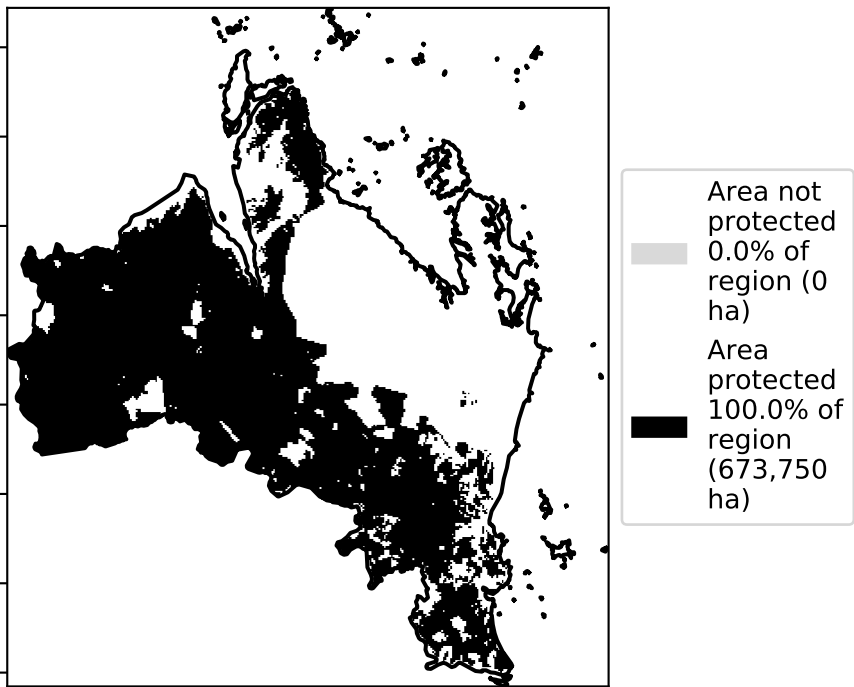 Area not
protected
0.0% of
region (0
ha)
Area
protected
100.0% of
region
(673,750
ha)